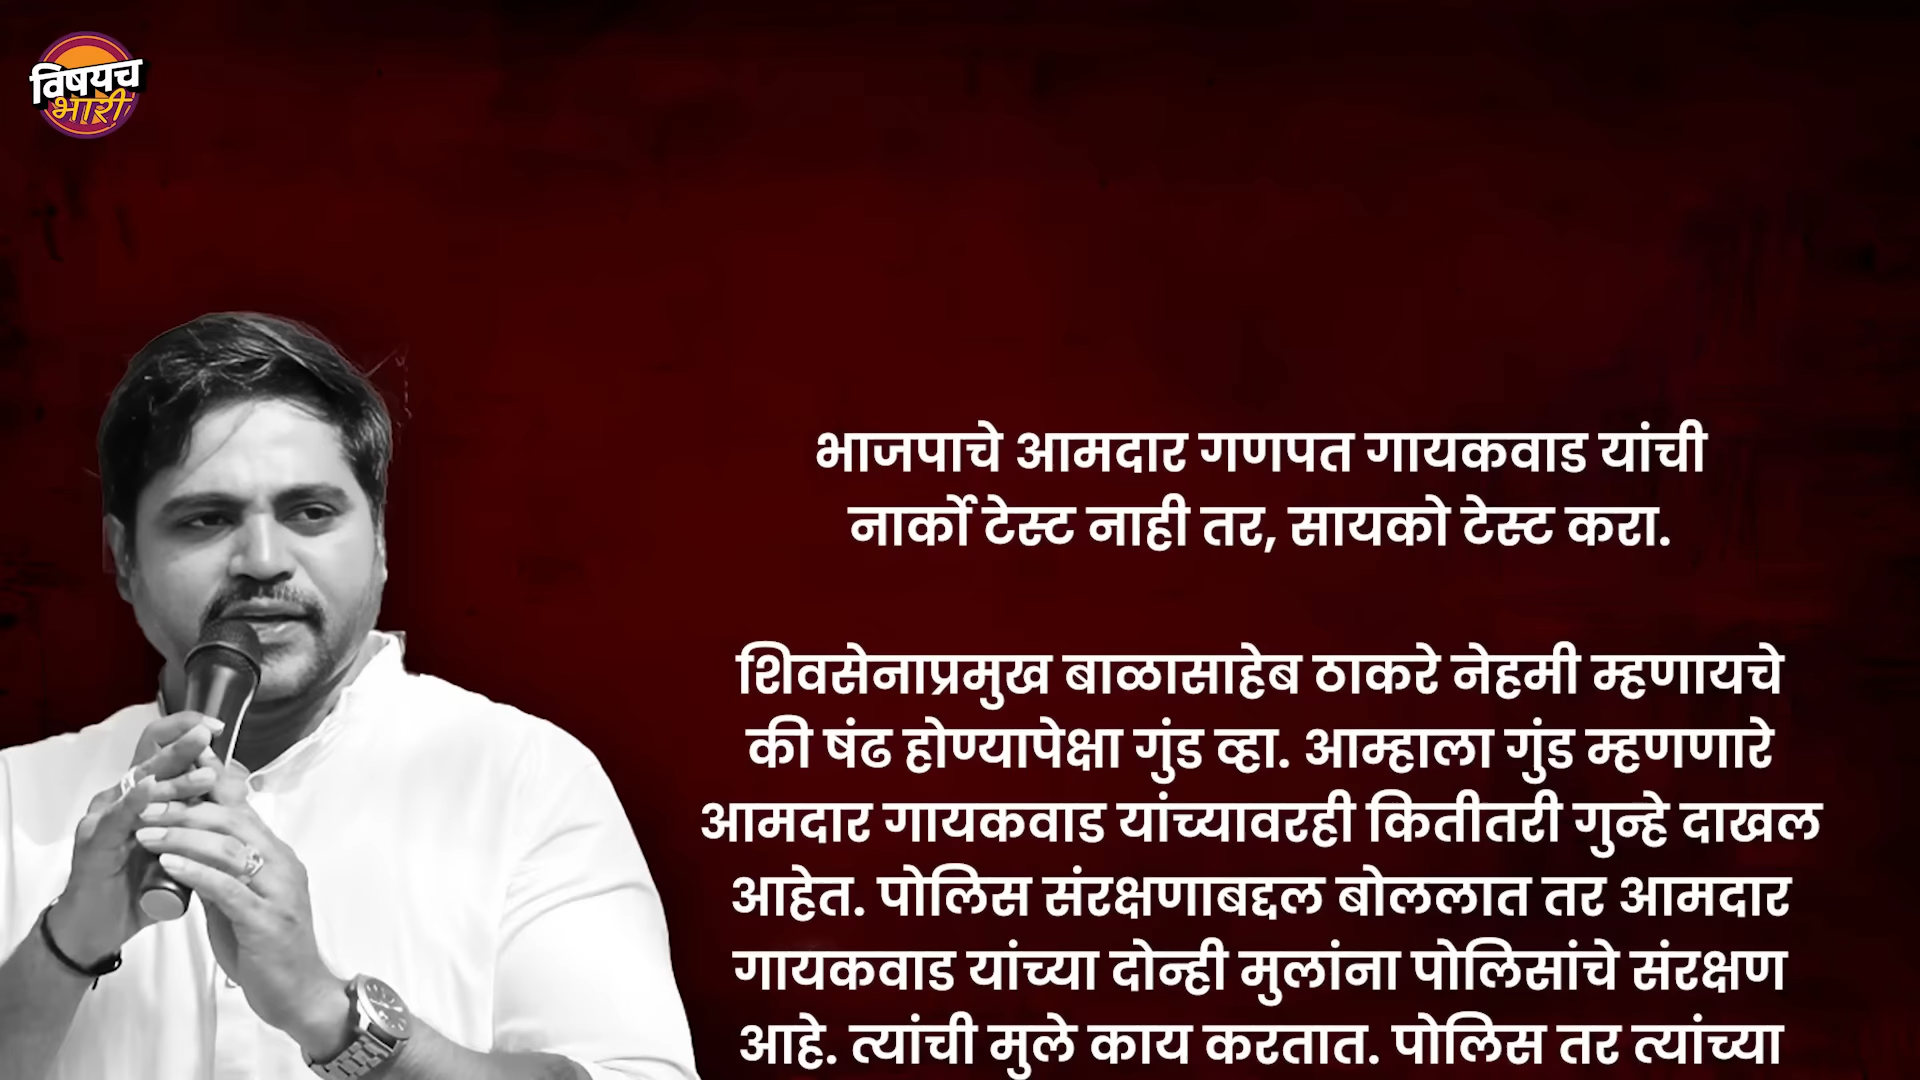 विषयच
भारी
भाजपाचे आमदार गणपत गायकवाड यांची
नार्को टेस्ट नाही तर, सायको टेस्ट करा.
शिवसेनाप्रमुख बाळासाहेब ठाकरे नेहमी म्हणायचे
की षंढ होण्यापेक्षा गुंड व्हा. आम्हाला गुंड म्हणणारे
आमदार गायकवाड यांच्यावरही कितीतरी गुन्हे दाखल
आहेत. पोलिस संरक्षणाबद्दल बोललात तर आमदार
गायकवाड यांच्या दोन्ही मुलांना पोलिसांचे संरक्षण
आहे. त्यांची मुले काय करतात. पोलिस तर त्यांच्या